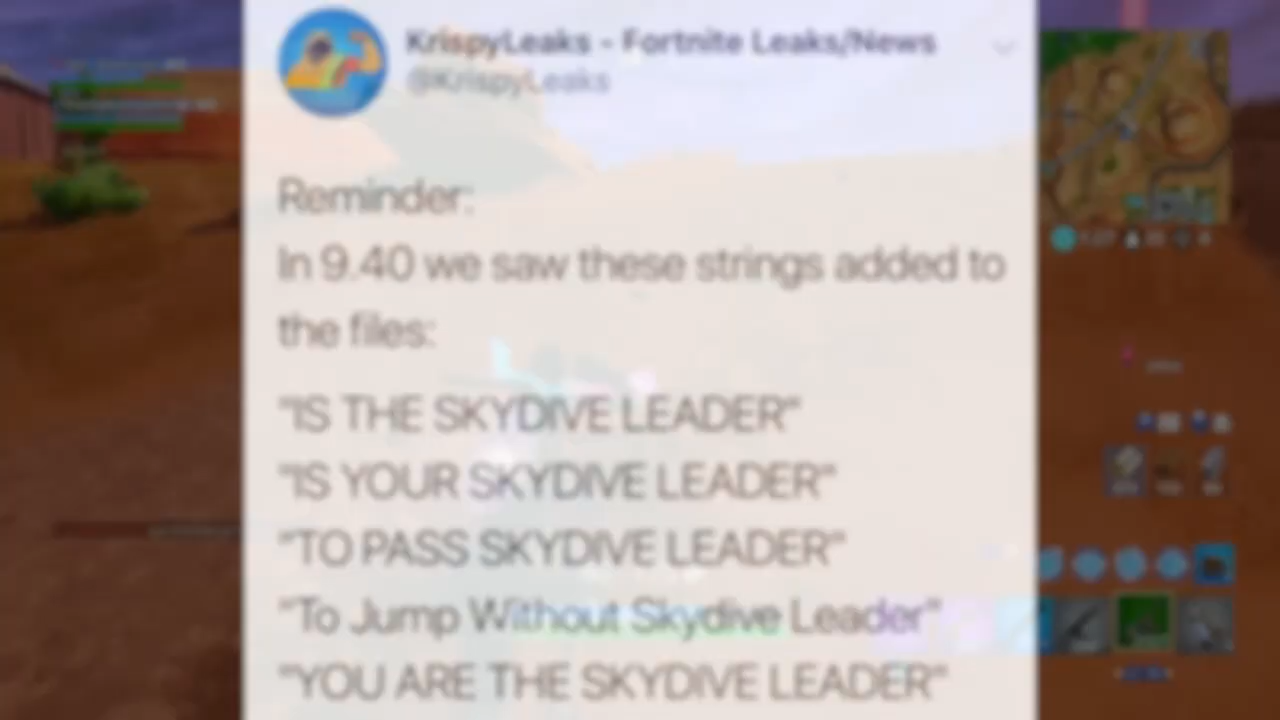 KrispyLeaks - Fortnite Leaks/News
@KrispyLeaks
Reminder:
In 9.40 we saw these strings added to
the files:
"IS THE SKYDIVE LEADER"
"IS YOUR SKYDIVE LEADER"
"TO PASS SKYDIVE LEADER"
"To Jump Without Skydive Leader"
"YOU ARE THE SKYDIVE LEADER"